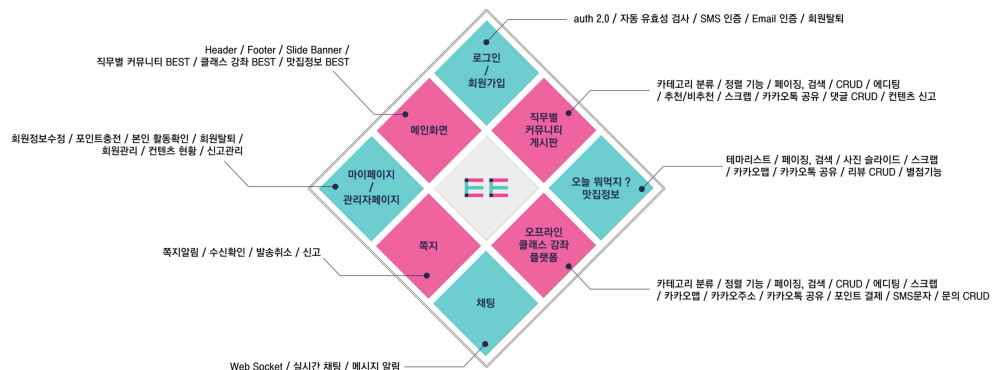 auth 2.0 / 자동 유효성 검사 / SMS 인증 / Email 인증 / 회원탈퇴
로그인
/
회원가입
Header / Footer / Slide Banner /
직무별 커뮤니티 BEST / 클래스 강좌 BEST / 맛집정보 BEST
메인화면
카테고리 분류 / 정렬 기능 / 페이징, 검색 / CRUD / 에디팅
/ 추천/비추천 / 스크랩 / 카카오톡 공유 / 댓글 CRUD / 컨텐츠 신고
직무별
커뮤니티
게시판
회원정보수정 / 포인트충전 / 본인 활동확인 / 회원탈퇴 /
회원관리 / 컨텐츠 현황 / 신고관리
마이페이지
/
관리자페이지
EE
테마리스트 / 페이징, 검색 / 사진 슬라이드 / 스크랩
/ 카카오맵 / 카카오톡 공유 / 리뷰 CRUD / 별점기능
오늘 뭐먹지 ?
맛집정보
쪽지알림 / 수신확인 / 발송취소 / 신고
쪽지
오프라인
클래스 강좌
플랫폼
카테고리 분류 / 정렬 기능 / 페이징, 검색 / CRUD / 에디팅 / 스크랩
/ 카카오맵 / 카카오주소 / 카카오톡 공유 / 포인트 결제 / SMS문자 / 문의 CRUD
채팅
Web Socket / 실시간 채팅 / 메시지 알림